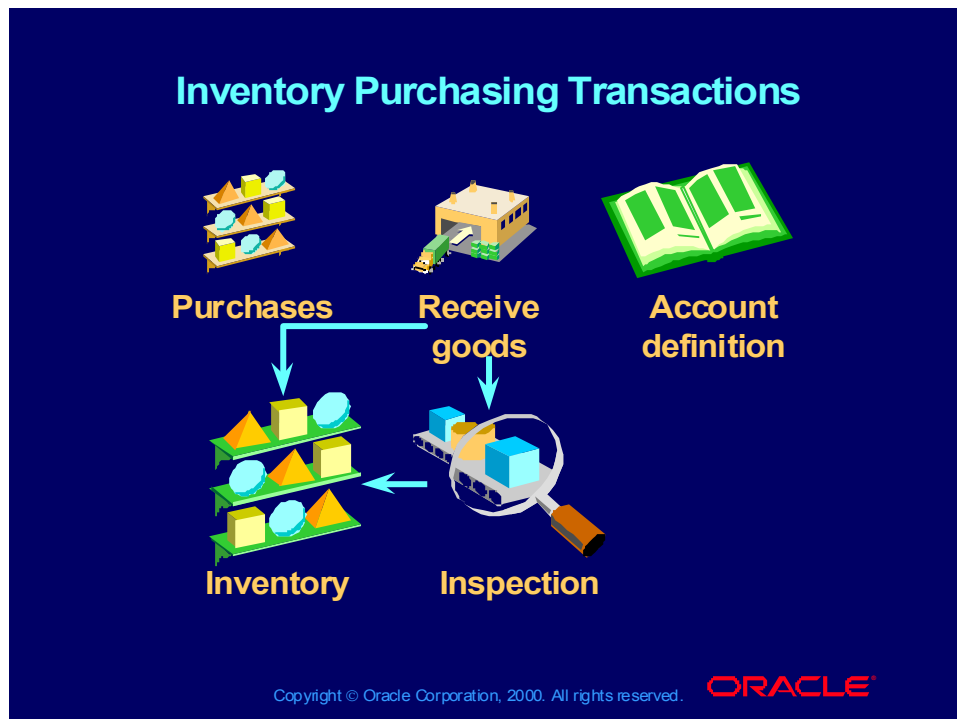 Inventory Purchasing Transactions
Purchases
Receive
goods
Account
definition
Inventory
Inspection
Copyright © Oracle Corporation, 2000. All rights reserved.
ORACLE®